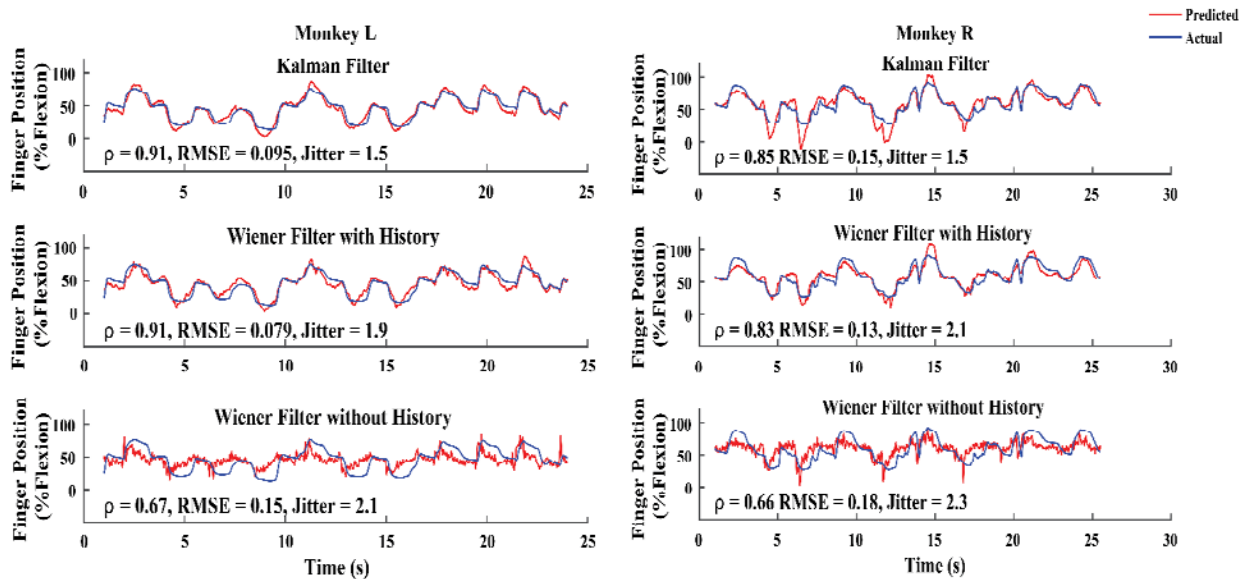 Predicted
Actual
Monkey L
Kalman Filter
Finger Position
(%Flexion)
100
50
0
ρ = 0.91, RMSE = 0.095, Jitter = 1.5
0 5 10 15 20 25
Wiener Filter with History
Finger Position
(%Flexion)
100
50
0
ρ = 0.91, RMSE = 0.079, Jitter = 1.9
0 5 10 15 20 25
Wiener Filter without History
Finger Position
(%Flexion)
100
50
0
ρ = 0.67, RMSE = 0.15, Jitter = 2.1
0 5 10 15 20 25
Time (s)
Monkey R
Kalman Filter
Finger Position
(%Flexion)
100
50
0
ρ = 0.85 RMSE = 0.15, Jitter = 1.5
0 5 10 15 20 25 30
Wiener Filter with History
Finger Position
(%Flexion)
100
50
0
ρ = 0.83 RMSE = 0.13, Jitter = 2.1
0 5 10 15 20 25 30
Wiener Filter without History
Finger Position
(%Flexion)
100
50
0
ρ = 0.66 RMSE = 0.18, Jitter = 2.3
0 5 10 15 20 25 30
Time (s)